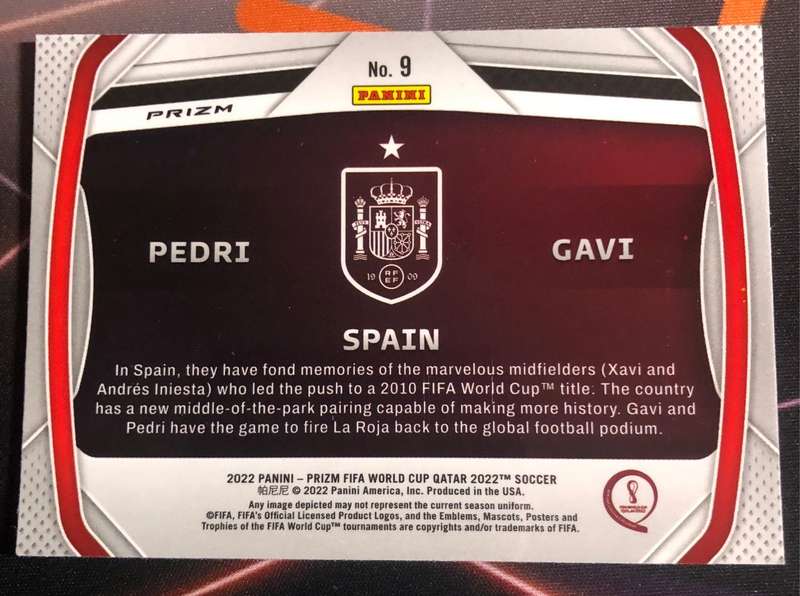 No. 9
PANINI
PRIZM
PEDRI
GAVI
19 RF EF 09
SPAIN
In Spain, they have fond memories of the marvelous midfielders (Xavi and
Andrés Iniesta) who led the push to a 2010 FIFA World Cup™ title. The country
has a new middle-of-the-park pairing capable of making more history. Gavi and
Pedri have the game to fire La Roja back to the global football podium.
2022 PANINI – PRIZM FIFA WORLD CUP QATAR 2022™ SOCCER
帕尼尼 © 2022 Panini America, Inc. Produced in the USA.
Any image depicted may not represent the current season uniform.
©FIFA, FIFA's Official Licensed Product Logos, and the Emblems, Mascots, Posters and
Trophies of the FIFA World Cup™ tournaments are copyrights and/or trademarks of FIFA.